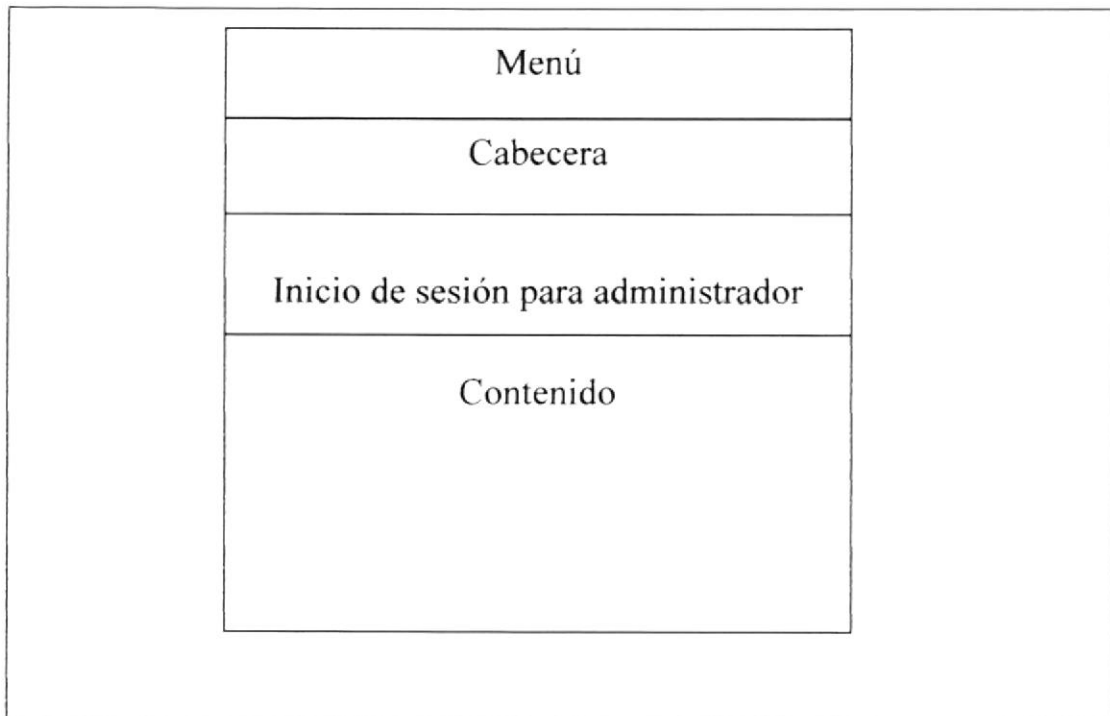 Menú
Cabecera
Inicio de sesión para administrador
Contenido